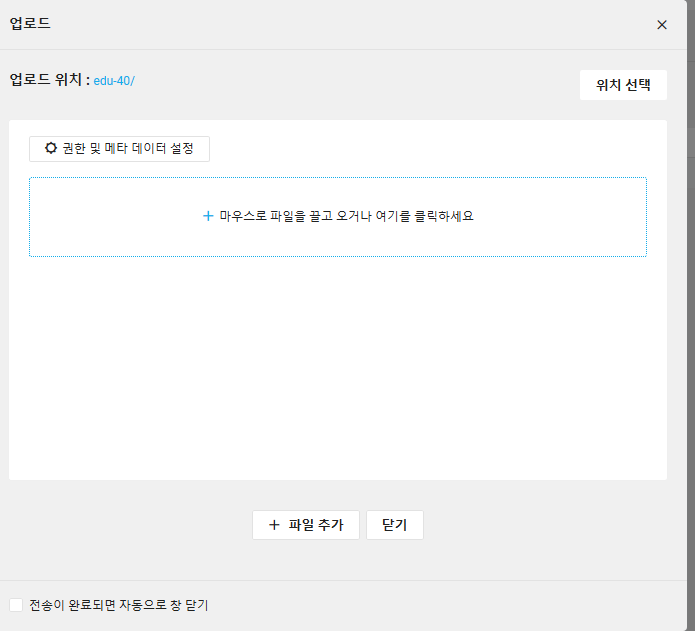 업로드
업로드 위치 : edu-40/
위치 선택
권한 및 메타 데이터 설정
+ 마우스로 파일을 끌고 오거나 여기를 클릭하세요
+ 파일 추가
닫기
전송이 완료되면 자동으로 창 닫기